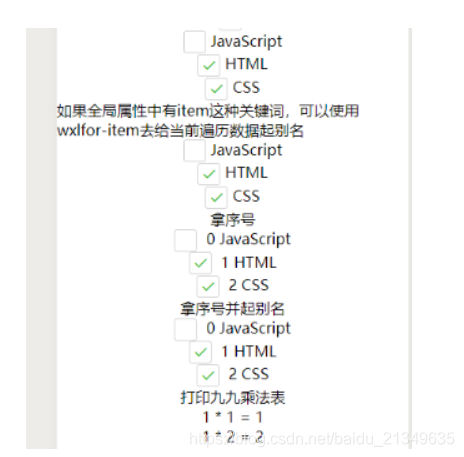 JavaScript
HTML
CSS
如果全局属性中有item这种关键词，可以使用
wxlfor-item去给当前遍历数据起别名
JavaScript
HTML
CSS
拿序号
0 JavaScript
1 HTML
2 CSS
拿序号并起别名
0 JavaScript
1 HTML
2 CSS
打印九九乘法表
1 * 1 = 1
1 * 2 = 2
https://blog.csdn.net/baidu_21349635